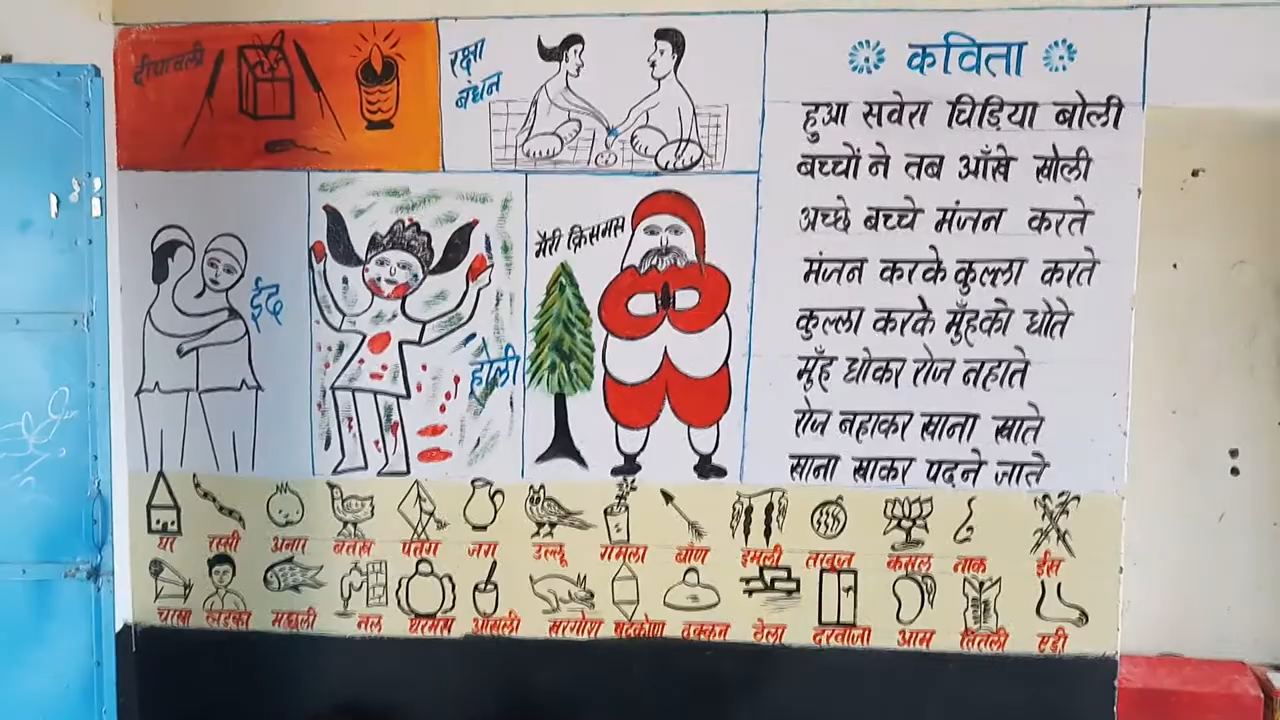 दीपावली
रक्षा
बंधन
ईद
होली
मैरी क्रिसमस
कविता
हुआ सवेरा चिड़िया बोली
बच्चों ने तब आँखे खोली
अच्छे बच्चे मंजन करते
मंजन करके कुल्ला करते
कुल्ला करके मुँह को धोते
मुँह धोकर रोज नहाते
रोज नहाकर खाना खाते
खाना खाकर पढ़ने जाते
घर रस्सी अनार बतख पतंग जग उल्लू गमला बाण इमली तरबूज कमल नाक ईख
चरखा लड़का मछली नल थरमस ओखली खरगोश षटकोण ढक्कन ठेला दरवाजा आम तितली एड़ी